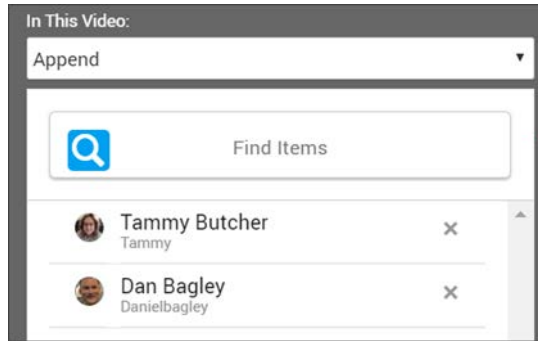 In This Video:
Append
Find Items
Tammy Butcher
Tammy
Dan Bagley
Danielbagley